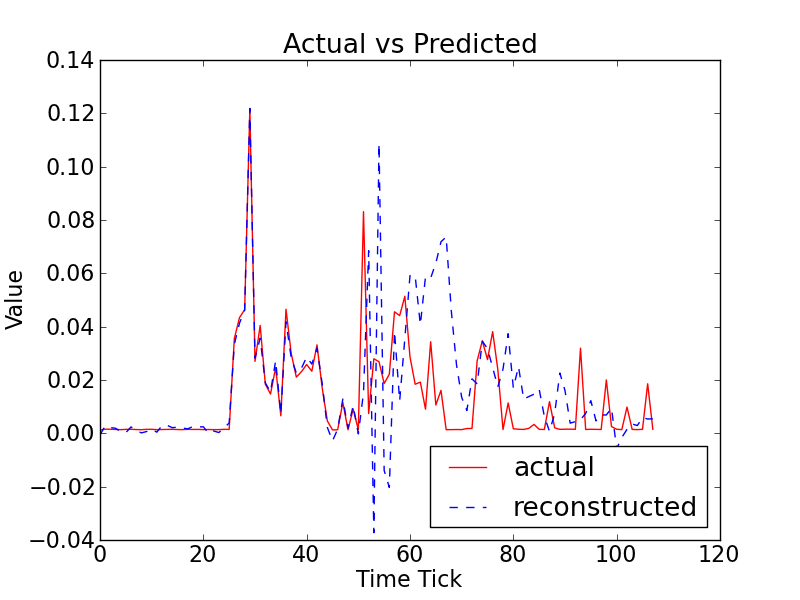 Actual vs Predicted
0.14
0.12
0.10
0.08
0.06
0.04
0.02
0.00
−0.02
−0.04
Value
0 20 40 60 80 100 120
Time Tick
actual
reconstructed